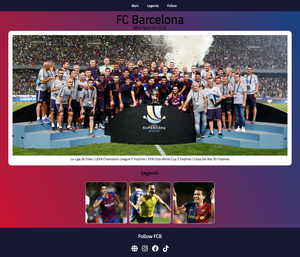 Main Legends Follow
FC Barcelona
Més Que Un Club
SUPERCOPA
La Liga 26 Titles | UEFA Champions League 5 Trophies | FIFA Club World Cup 3 Trophies | Copa Del Rey 30 Trophies
Legends
Follow FCB